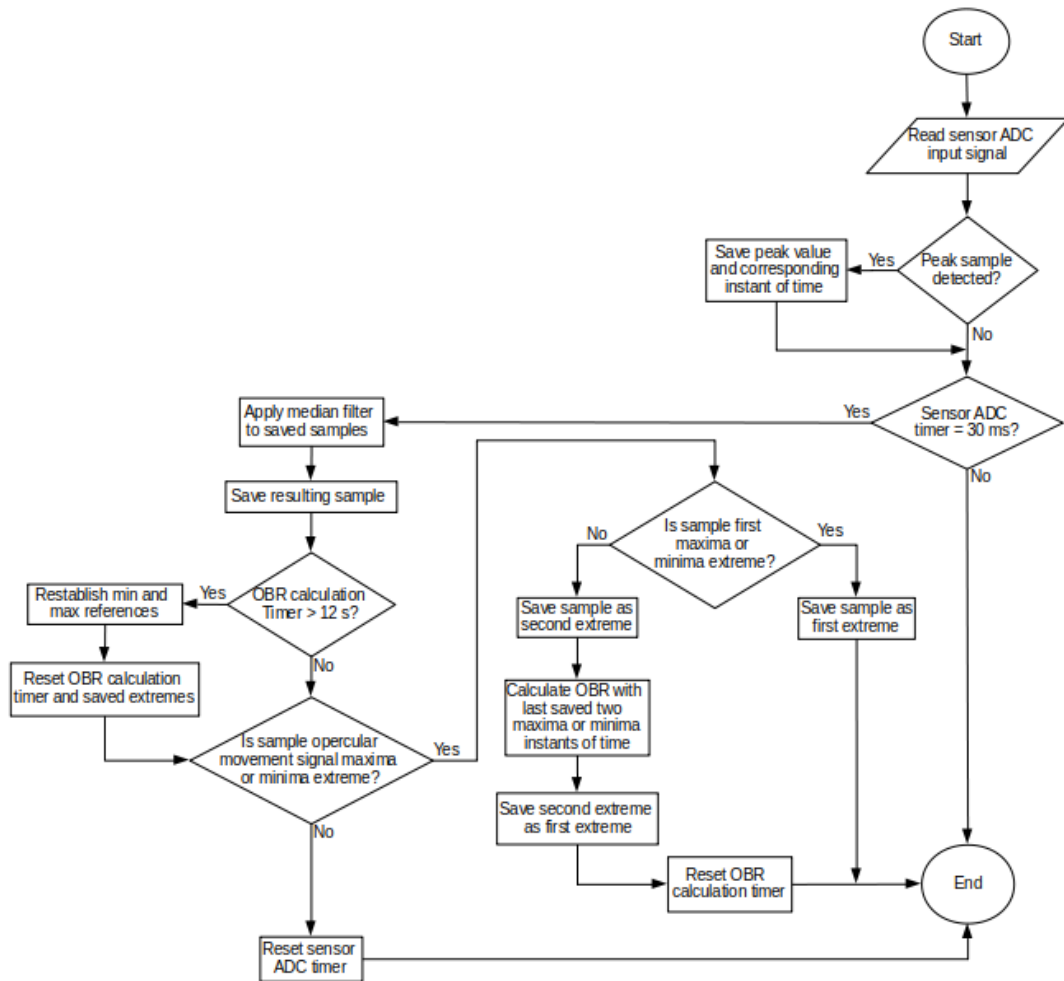 Start
Read sensor ADC
input signal
Peak sample
detected?
Yes
No
Save peak value
and corresponding
instant of time
Sensor ADC
timer = 30 ms?
Yes
No
Apply median filter
to saved samples
Save resulting sample
OBR calculation
Timer > 12 s?
Yes
No
Restablish min and
max references
Reset OBR calculation
timer and saved extremes
Is sample opercular
movement signal maxima
or minima extreme?
Yes
No
Is sample first
maxima or
minima extreme?
No
Yes
Save sample as
second extreme
Save sample as
first extreme
Calculate OBR with
last saved two
maxima or minima
instants of time
Save second extreme
as first extreme
Reset OBR
calculation timer
Reset sensor
ADC timer
End